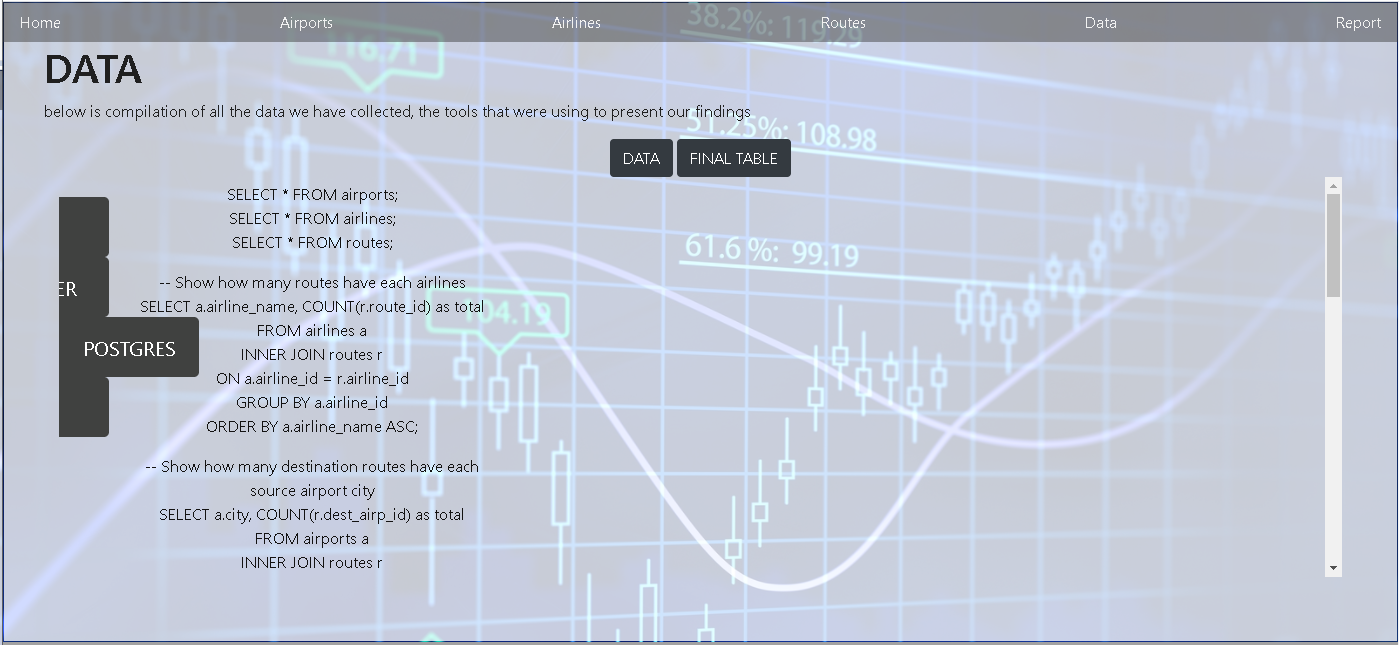 Home Airports Airlines Routes Data Report
38.2%: 119.29
116.71
DATA
below is compilation of all the data we have collected, the tools that were using to present our findings
51.25%: 108.98
DATA FINAL TABLE
SELECT * FROM airports;
SELECT * FROM airlines;
SELECT * FROM routes;
61.6 %: 99.19
-- Show how many routes have each airlines
ER
SELECT a.airline_name, COUNT(r.route_id) as total
104.19
FROM airlines a
POSTGRES
INNER JOIN routes r
ON a.airline_id = r.airline_id
GROUP BY a.airline_id
ORDER BY a.airline_name ASC;
-- Show how many destination routes have each
source airport city
SELECT a.city, COUNT(r.dest_airp_id) as total
FROM airports a
INNER JOIN routes r